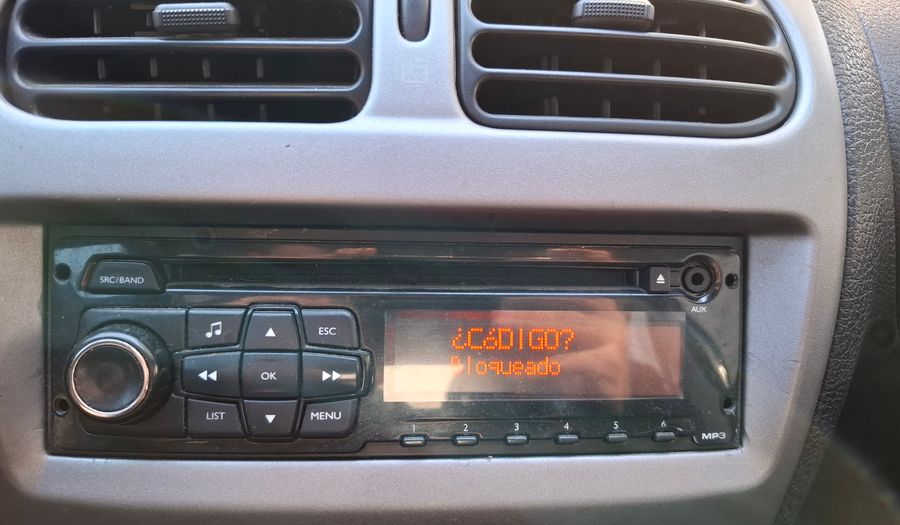 SRC/BAND
AUX
ESC
OK
LIST
MENU
¿CóDIGO?
Bloqueado
1 2 3 4 5 6
MP3